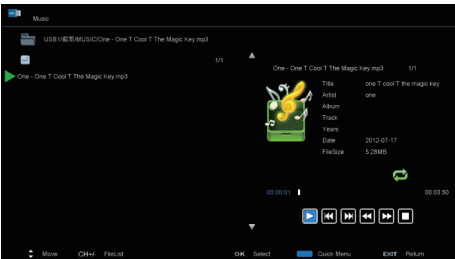 Music
USB1/截图/MUSIC/One - One T Cool T The Magic Key.mp3
1/1
One - One T Cool T The Magic Key.mp3
One - One T Cool T The Magic Key.mp3 1/1
Title one T cool T the magic key
Artist one
Album
Track
Years
Date 2012-07-17
FileSize 5.28MB
00:00:01 00:03:50
Move CH+/- FileList OK Select Quick Menu EXIT Return